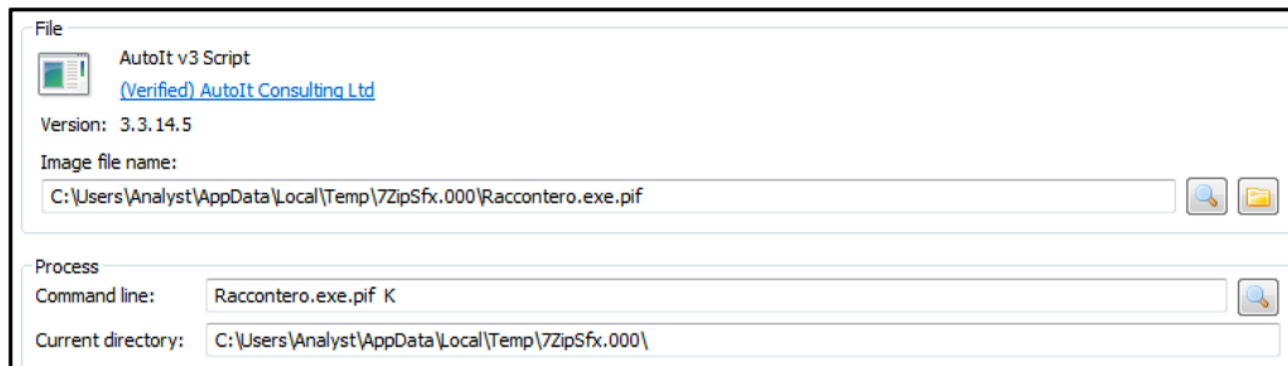 File
AutoIt v3 Script
(Verified) AutoIt Consulting Ltd
Version: 3.3.14.5
Image file name:
C:\Users\Analyst\AppData\Local\Temp\7ZipSfx.000\Raccontero.exe.pif
Process
Command line: Raccontero.exe.pif K
Current directory: C:\Users\Analyst\AppData\Local\Temp\7ZipSfx.000\